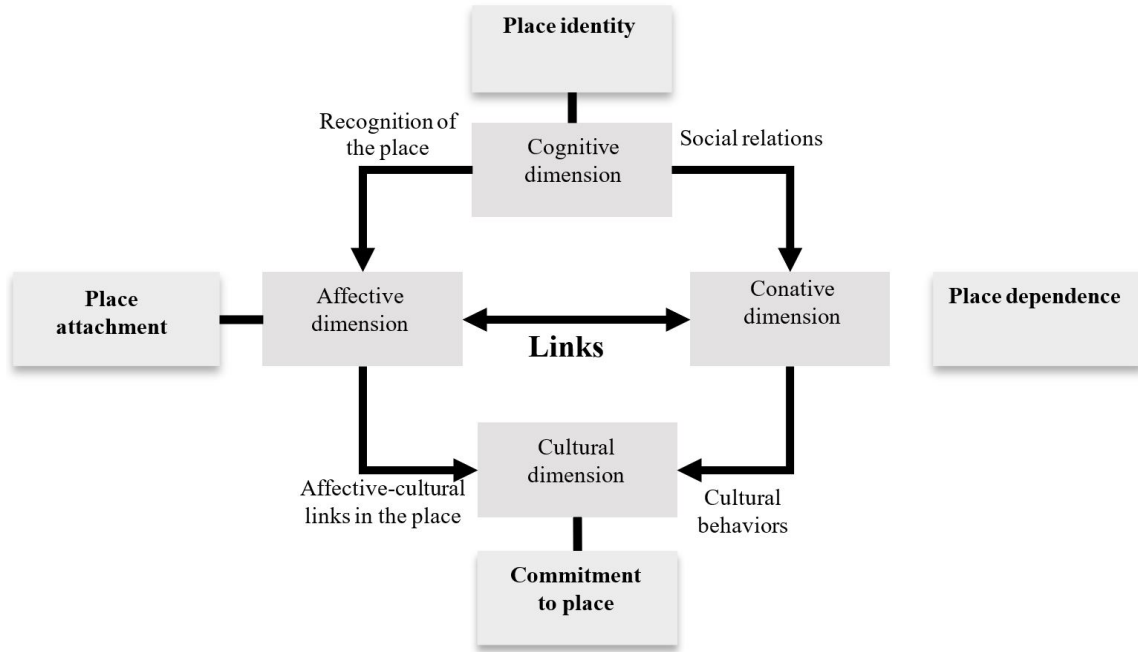 Place identity
Recognition of
the place
Cognitive
dimension
Social relations
Place
attachment
Affective
dimension
Links
Conative
dimension
Place dependence
Affective-cultural
links in the place
Cultural
dimension
Cultural
behaviors
Commitment
to place